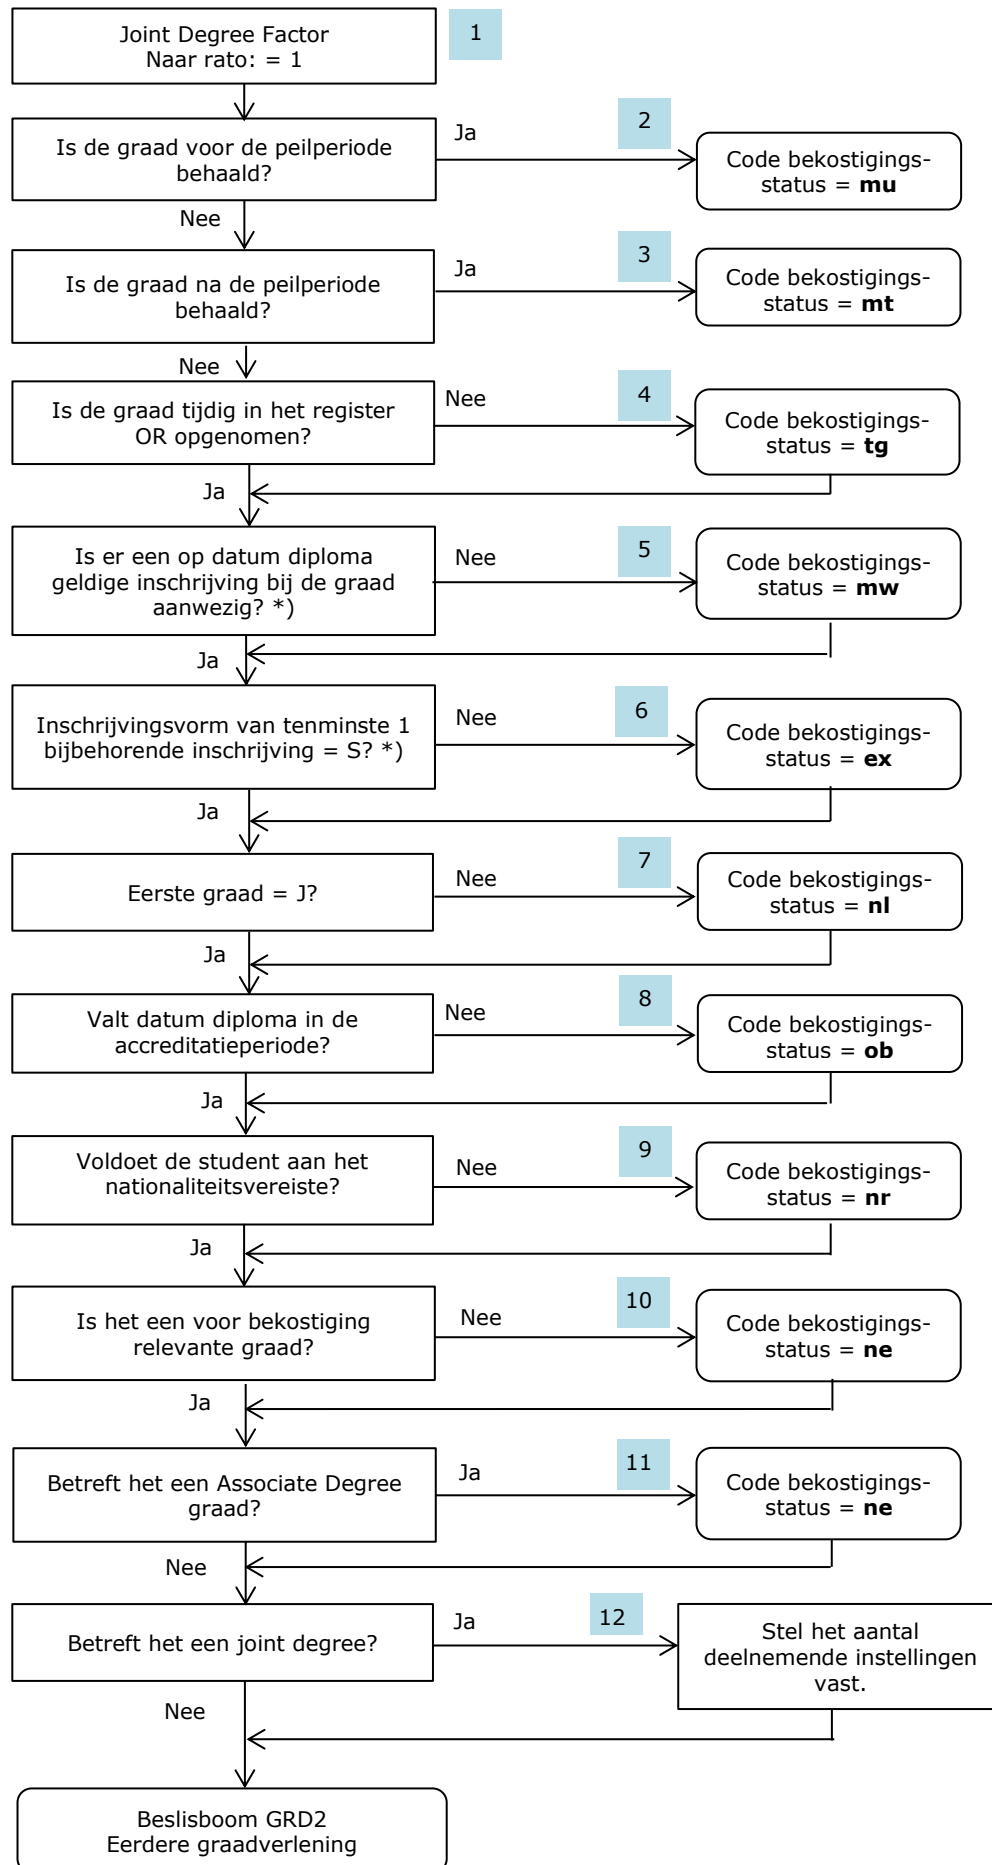 Joint Degree Factor
Naar rato: = 1
1
Is de graad voor de peilperiode
behaald?
Ja
2
Code bekostigings-
status = mu
Nee
Is de graad na de peilperiode
behaald?
Ja
3
Code bekostigings-
status = mt
Nee
Is de graad tijdig in het register
OR opgenomen?
Nee
4
Code bekostigings-
status = tg
Ja
Is er een op datum diploma
geldige inschrijving bij de graad
aanwezig? *)
Nee
5
Code bekostigings-
status = mw
Ja
Inschrijvingsvorm van tenminste 1
bijbehorende inschrijving = S? *)
Nee
6
Code bekostigings-
status = ex
Ja
Eerste graad = J?
Nee
7
Code bekostigings-
status = nl
Ja
Valt datum diploma in de
accreditatieperiode?
Nee
8
Code bekostigings-
status = ob
Ja
Voldoet de student aan het
nationaliteitsvereiste?
Nee
9
Code bekostigings-
status = nr
Ja
Is het een voor bekostiging
relevante graad?
Nee
10
Code bekostigings-
status = ne
Ja
Betreft het een Associate Degree
graad?
Ja
11
Code bekostigings-
status = ne
Nee
Betreft het een joint degree?
Ja
12
Stel het aantal
deelnemende instellingen
vast.
Nee
Beslisboom GRD2
Eerdere graadverlening